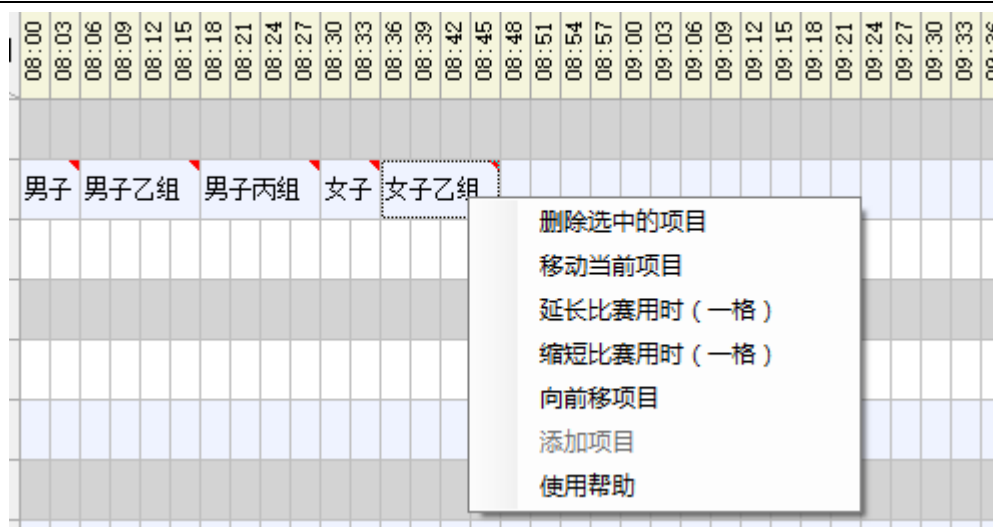 08:00 08:03 08:06 08:09 08:12 08:15 08:18 08:21 08:24 08:27 08:30 08:33 08:36 08:39 08:42 08:45 08:48 08:51 08:54 08:57 09:00 09:03 09:06 09:09 09:12 09:15 09:18 09:21 09:24 09:27 09:30 09:33
男子 男子乙组 男子丙组 女子 女子乙组
删除选中的项目
移动当前项目
延长比赛用时(一格)
缩短比赛用时(一格)
向前移项目
添加项目
使用帮助